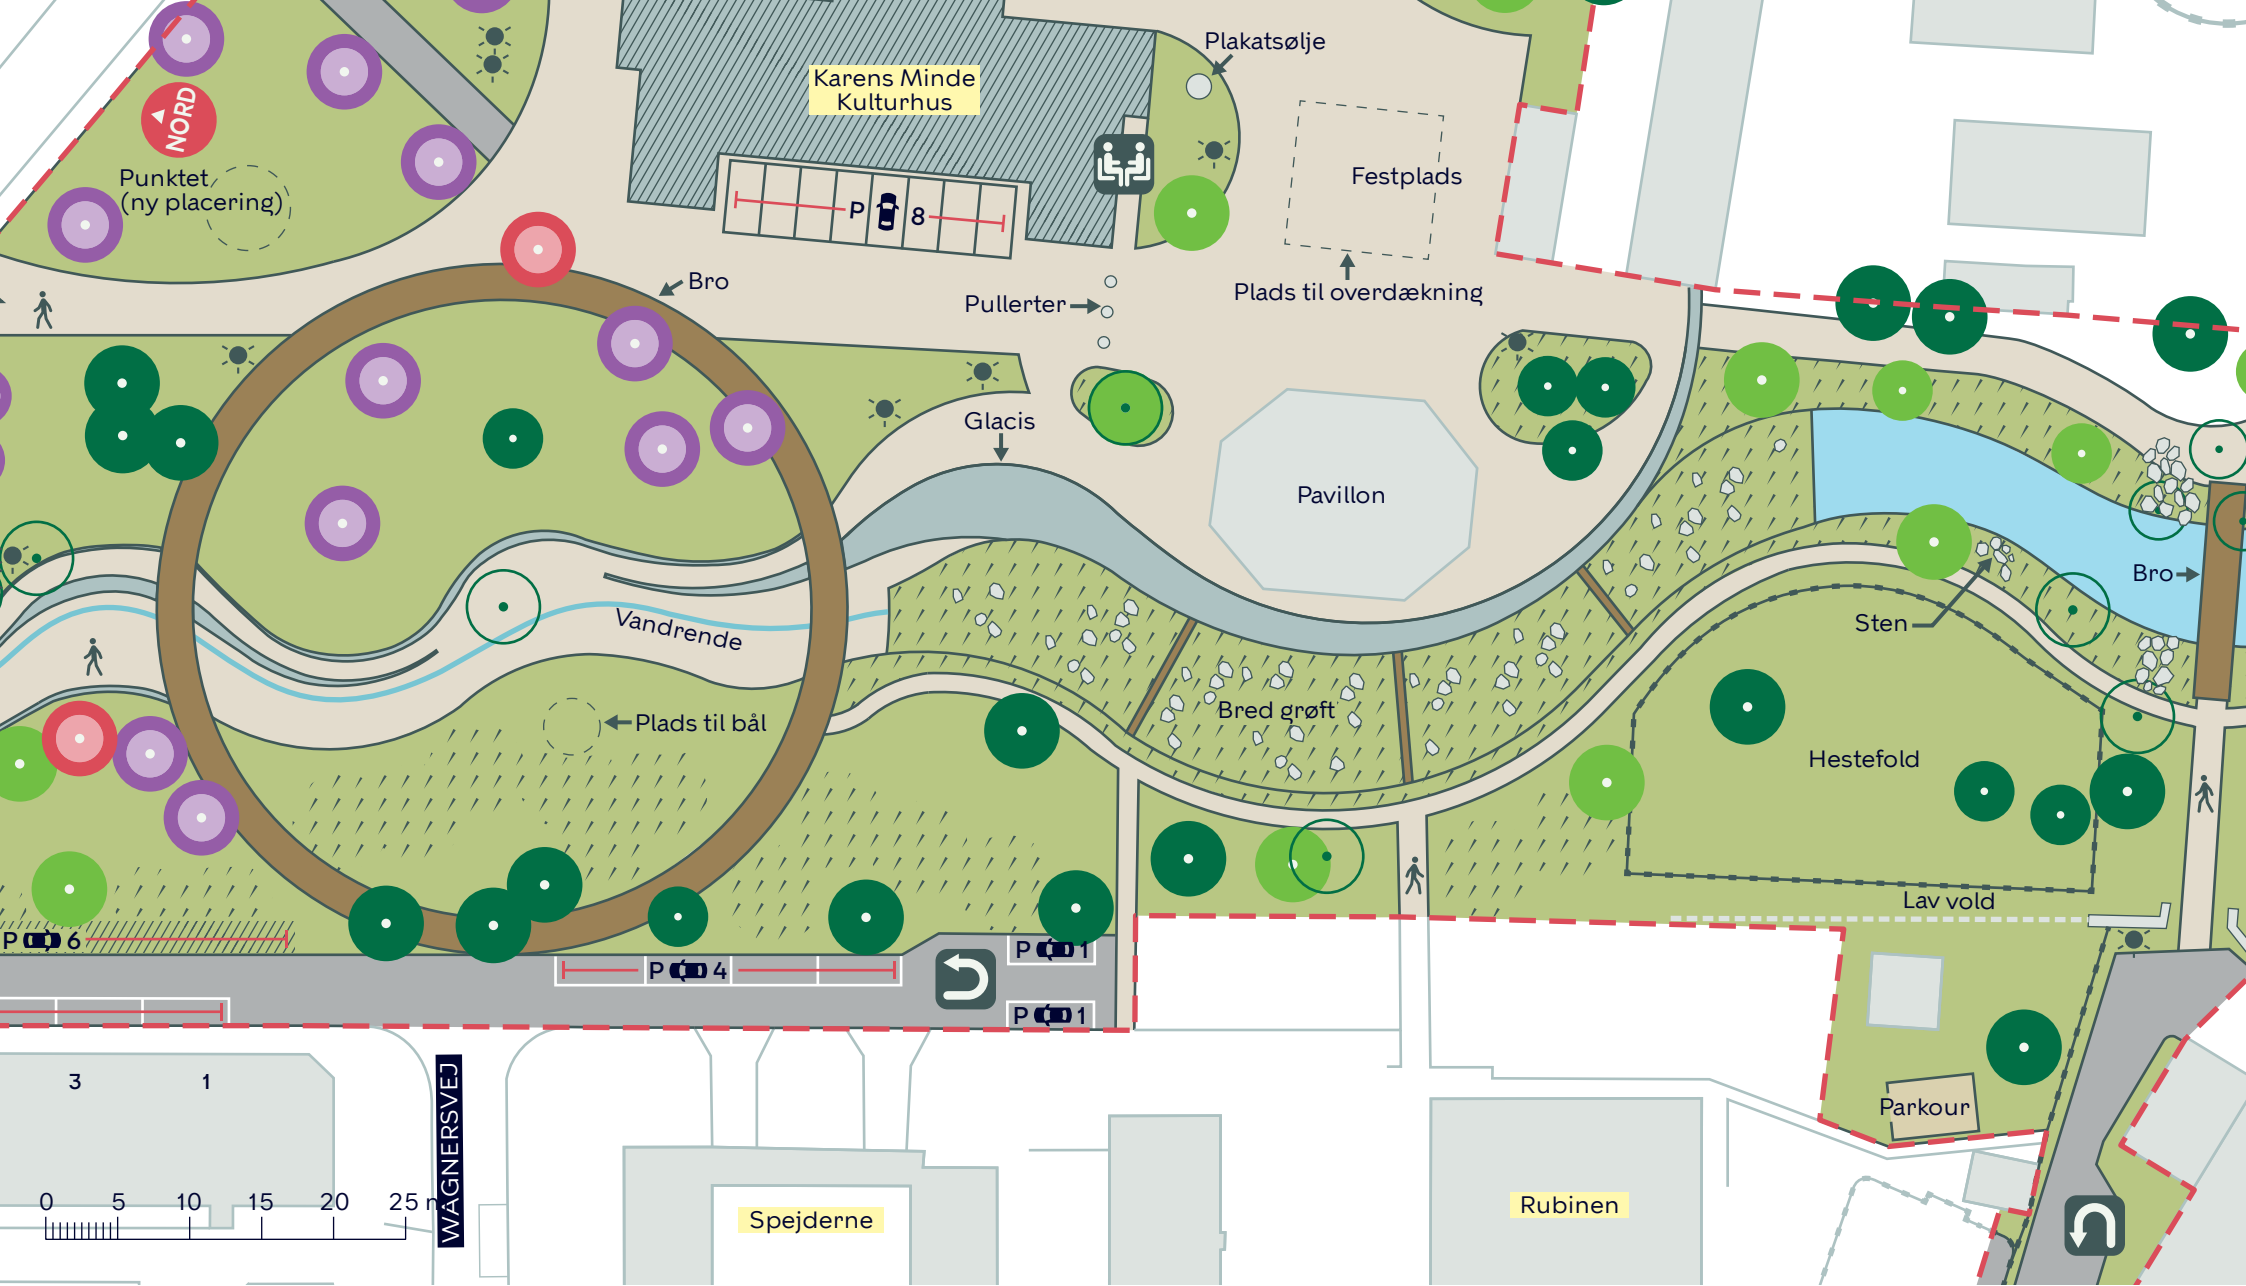 Plakatsølje
Karens Minde
Kulturhus
NORD
Punktet
(ny placering)
Festplads
P 8
Bro
Pullerter
Plads til overdækning
Glacis
Pavillon
Bro
Sten
Vandrende
Bred grøft
Plads til bål
Hestefold
Lav vold
P 6
P 4
P 1
P 1
3
1
WAGNERSVEJ
Parkour
0 5 10 15 20 25
Spejderne
Rubinen